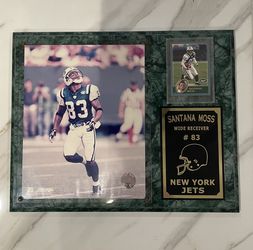 83
SANTANA MOSS
WIDE RECEIVER
# 83
NEW YORK
JETS